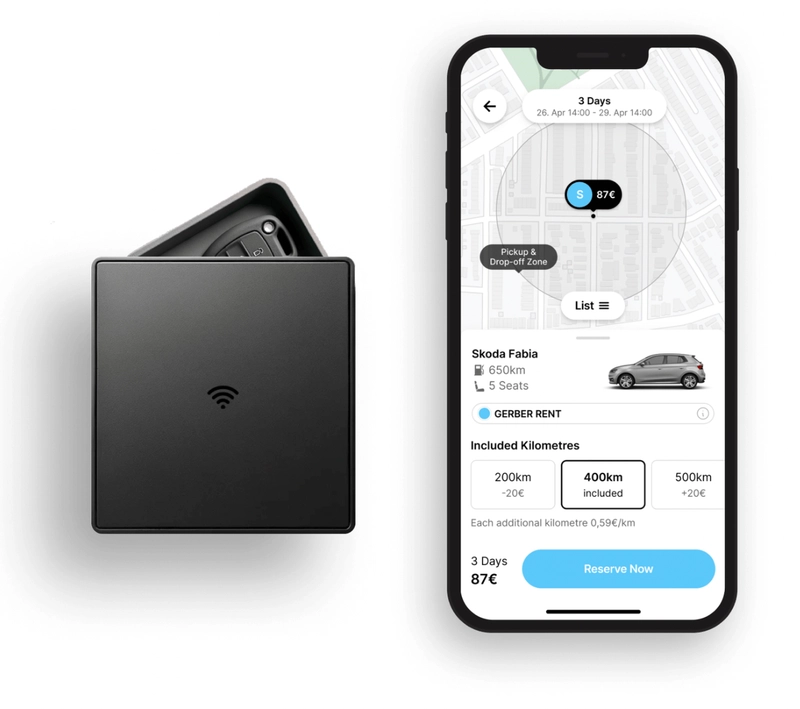 3 Days
26. Apr 14:00 - 29. Apr 14:00
S 87€
Pickup &
Drop-off Zone
List
Skoda Fabia
650km
5 Seats
GERBER RENT
Included Kilometres
200km
-20€
400km
included
500km
+20€
Each additional kilometre 0,59€/km
3 Days
87€
Reserve Now